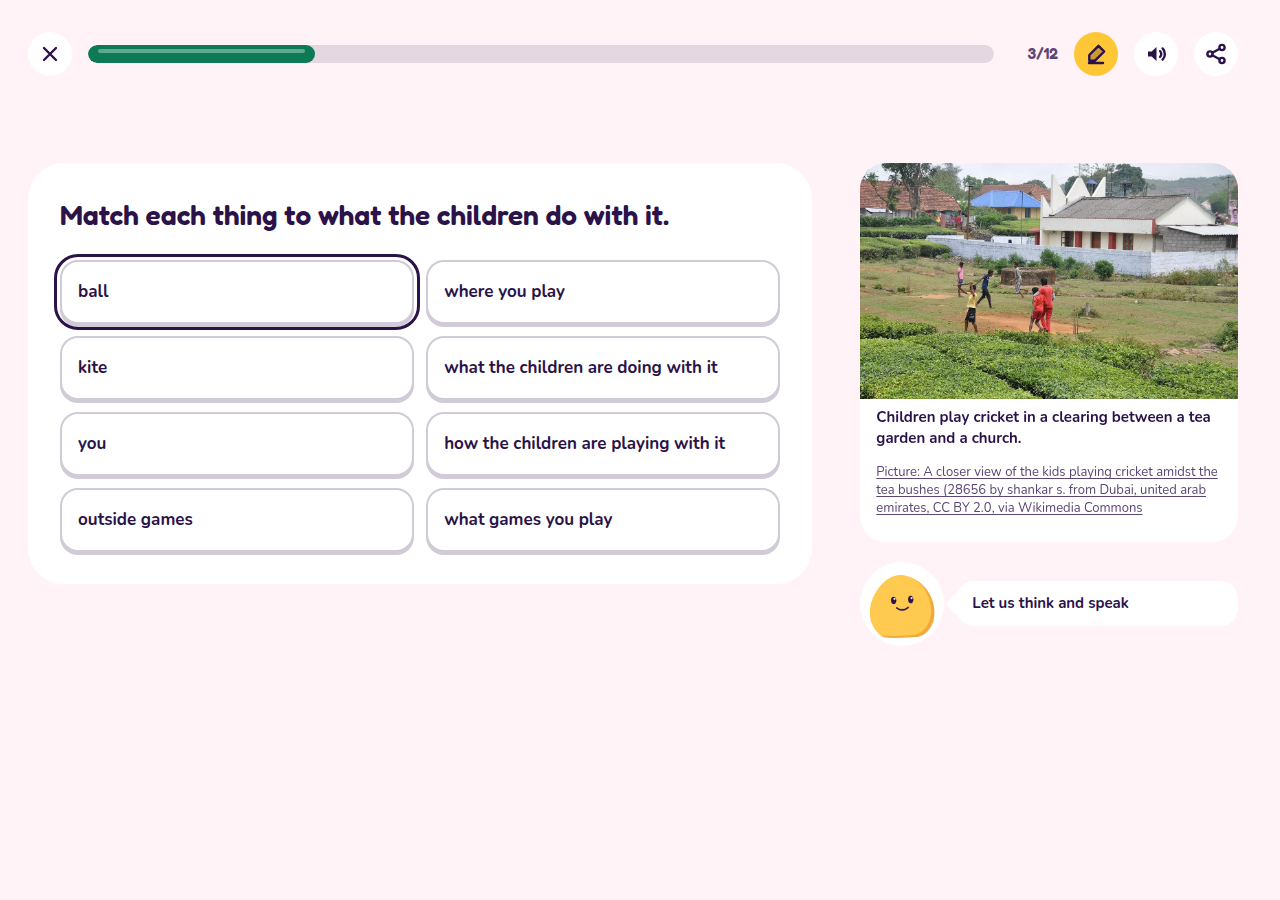 3/12
Match each thing to what the children do with it.
ball
where you play
kite
what the children are doing with it
you
how the children are playing with it
outside games
what games you play
Children play cricket in a clearing between a tea
garden and a church.
Picture: A closer view of the kids playing cricket amidst the
tea bushes (28656 by shankar s. from Dubai, united arab
emirates, CC BY 2.0, via Wikimedia Commons
Let us think and speak